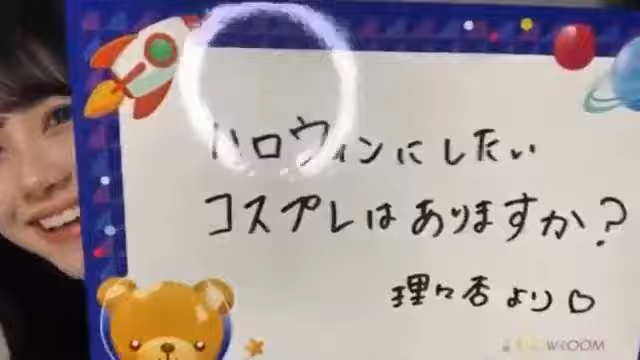 ハロウィンにしたい
コスプレはありますか?
理々杏より♡